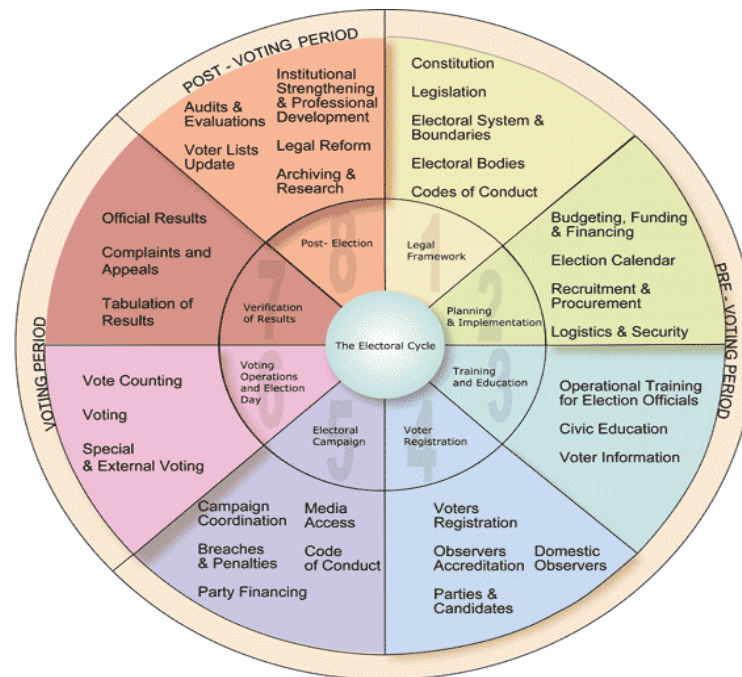 POST - VOTING PERIOD
PRE - VOTING PERIOD
VOTING PERIOD
The Electoral Cycle
1
Legal
Framework
Constitution
Legislation
Electoral System &
Boundaries
Electoral Bodies
Codes of Conduct
2
Planning
& Implementation
Budgeting, Funding
& Financing
Election Calendar
Recruitment &
Procurement
Logistics & Security
3
Training
and Education
Operational Training
for Election Officials
Civic Education
Voter Information
4
Voter
Registration
Voters
Registration
Observers
Accreditation
Domestic
Observers
Parties &
Candidates
5
Electoral
Campaign
Campaign
Coordination
Media
Access
Breaches
& Penalties
Code
of Conduct
Party Financing
6
Voting
Operations
and Election
Day
Vote Counting
Voting
Special
& External Voting
7
Verification
of Results
Official Results
Complaints and
Appeals
Tabulation of
Results
8
Post- Election
Audits &
Evaluations
Voter Lists
Update
Institutional
Strengthening
& Professional
Development
Legal Reform
Archiving &
Research